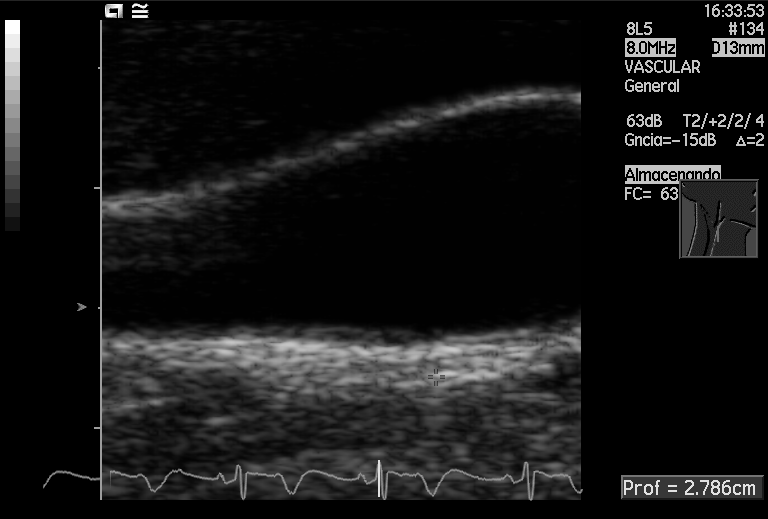 16:33:53
8L5 #134
8.0MHz D13mm
VASCULAR
General
63dB T2/+2/2/ 4
Gncia=-15dB Δ=2
Almacenando
FC= 63
Prof = 2.786cm